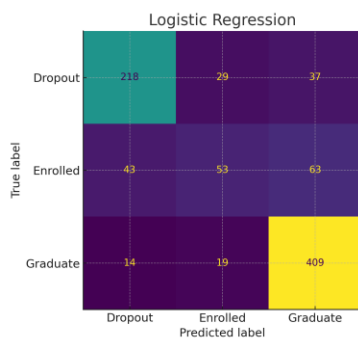 Logistic Regression
True label
Dropout 218 29 37
Enrolled 43 53 63
Graduate 14 19 409
Dropout Enrolled Graduate
Predicted label